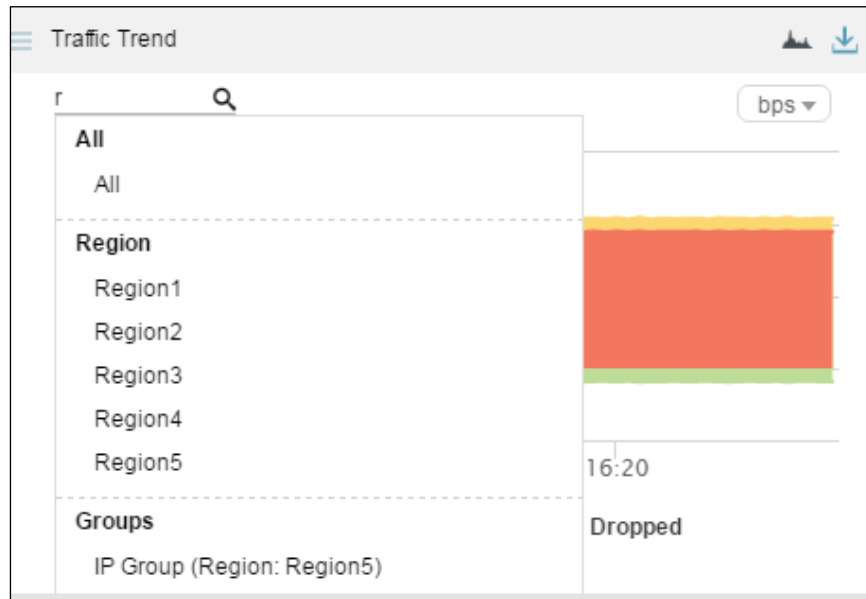 Traffic Trend
r
bps
All
All
Region
Region1
Region2
Region3
Region4
Region5
16:20
Groups
Dropped
IP Group (Region: Region5)